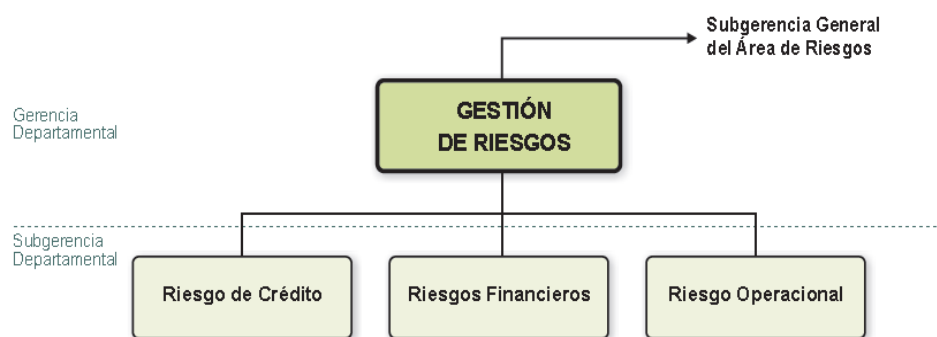 Subgerencia General
del Área de Riesgos
Gerencia
Departamental
GESTIÓN
DE RIESGOS
Subgerencia
Departamental
Riesgo de Crédito
Riesgos Financieros
Riesgo Operacional